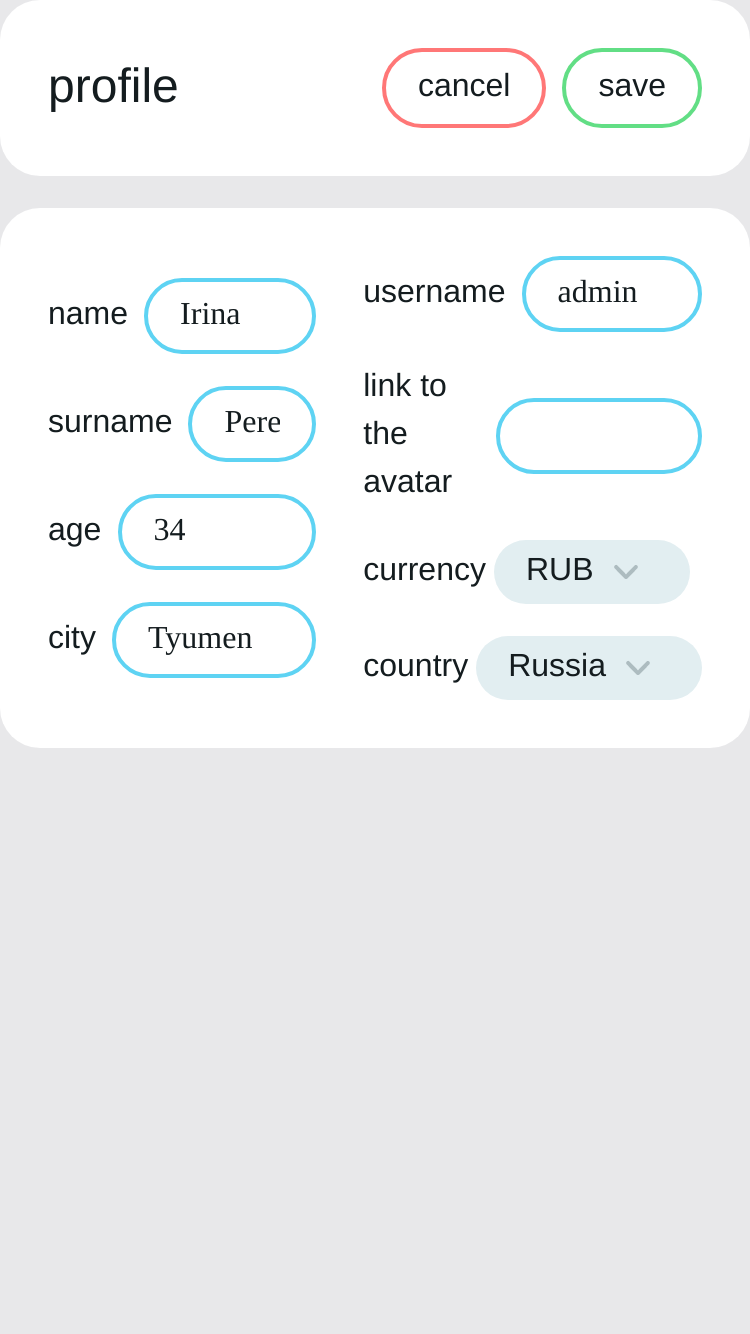 profile
cancel
save
name
Irina
surname
Pere
age
34
city
Tyumen
username
admin
link to
the
avatar
currency
RUB
country
Russia